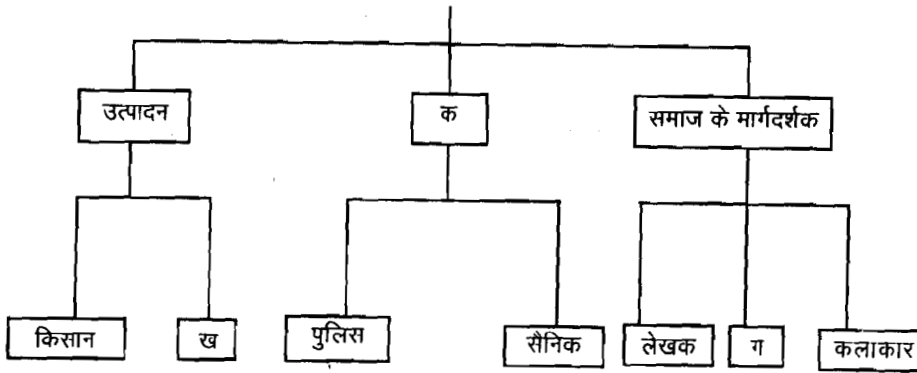 उत्पादन
क
समाज के मार्गदर्शक
किसान
ख
पुलिस
सैनिक
लेखक
ग
कलाकार